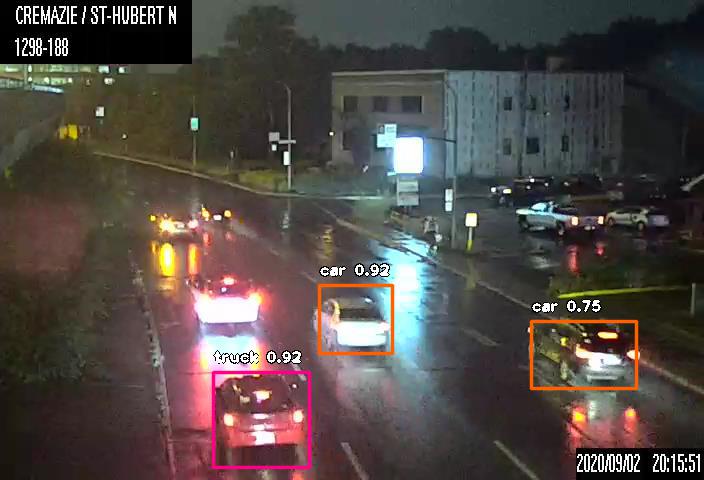 CREMAZIE / ST-HUBERT N
1298-188
car 0.92
car 0.75
truck 0.92
2020/09/02 20:15:51